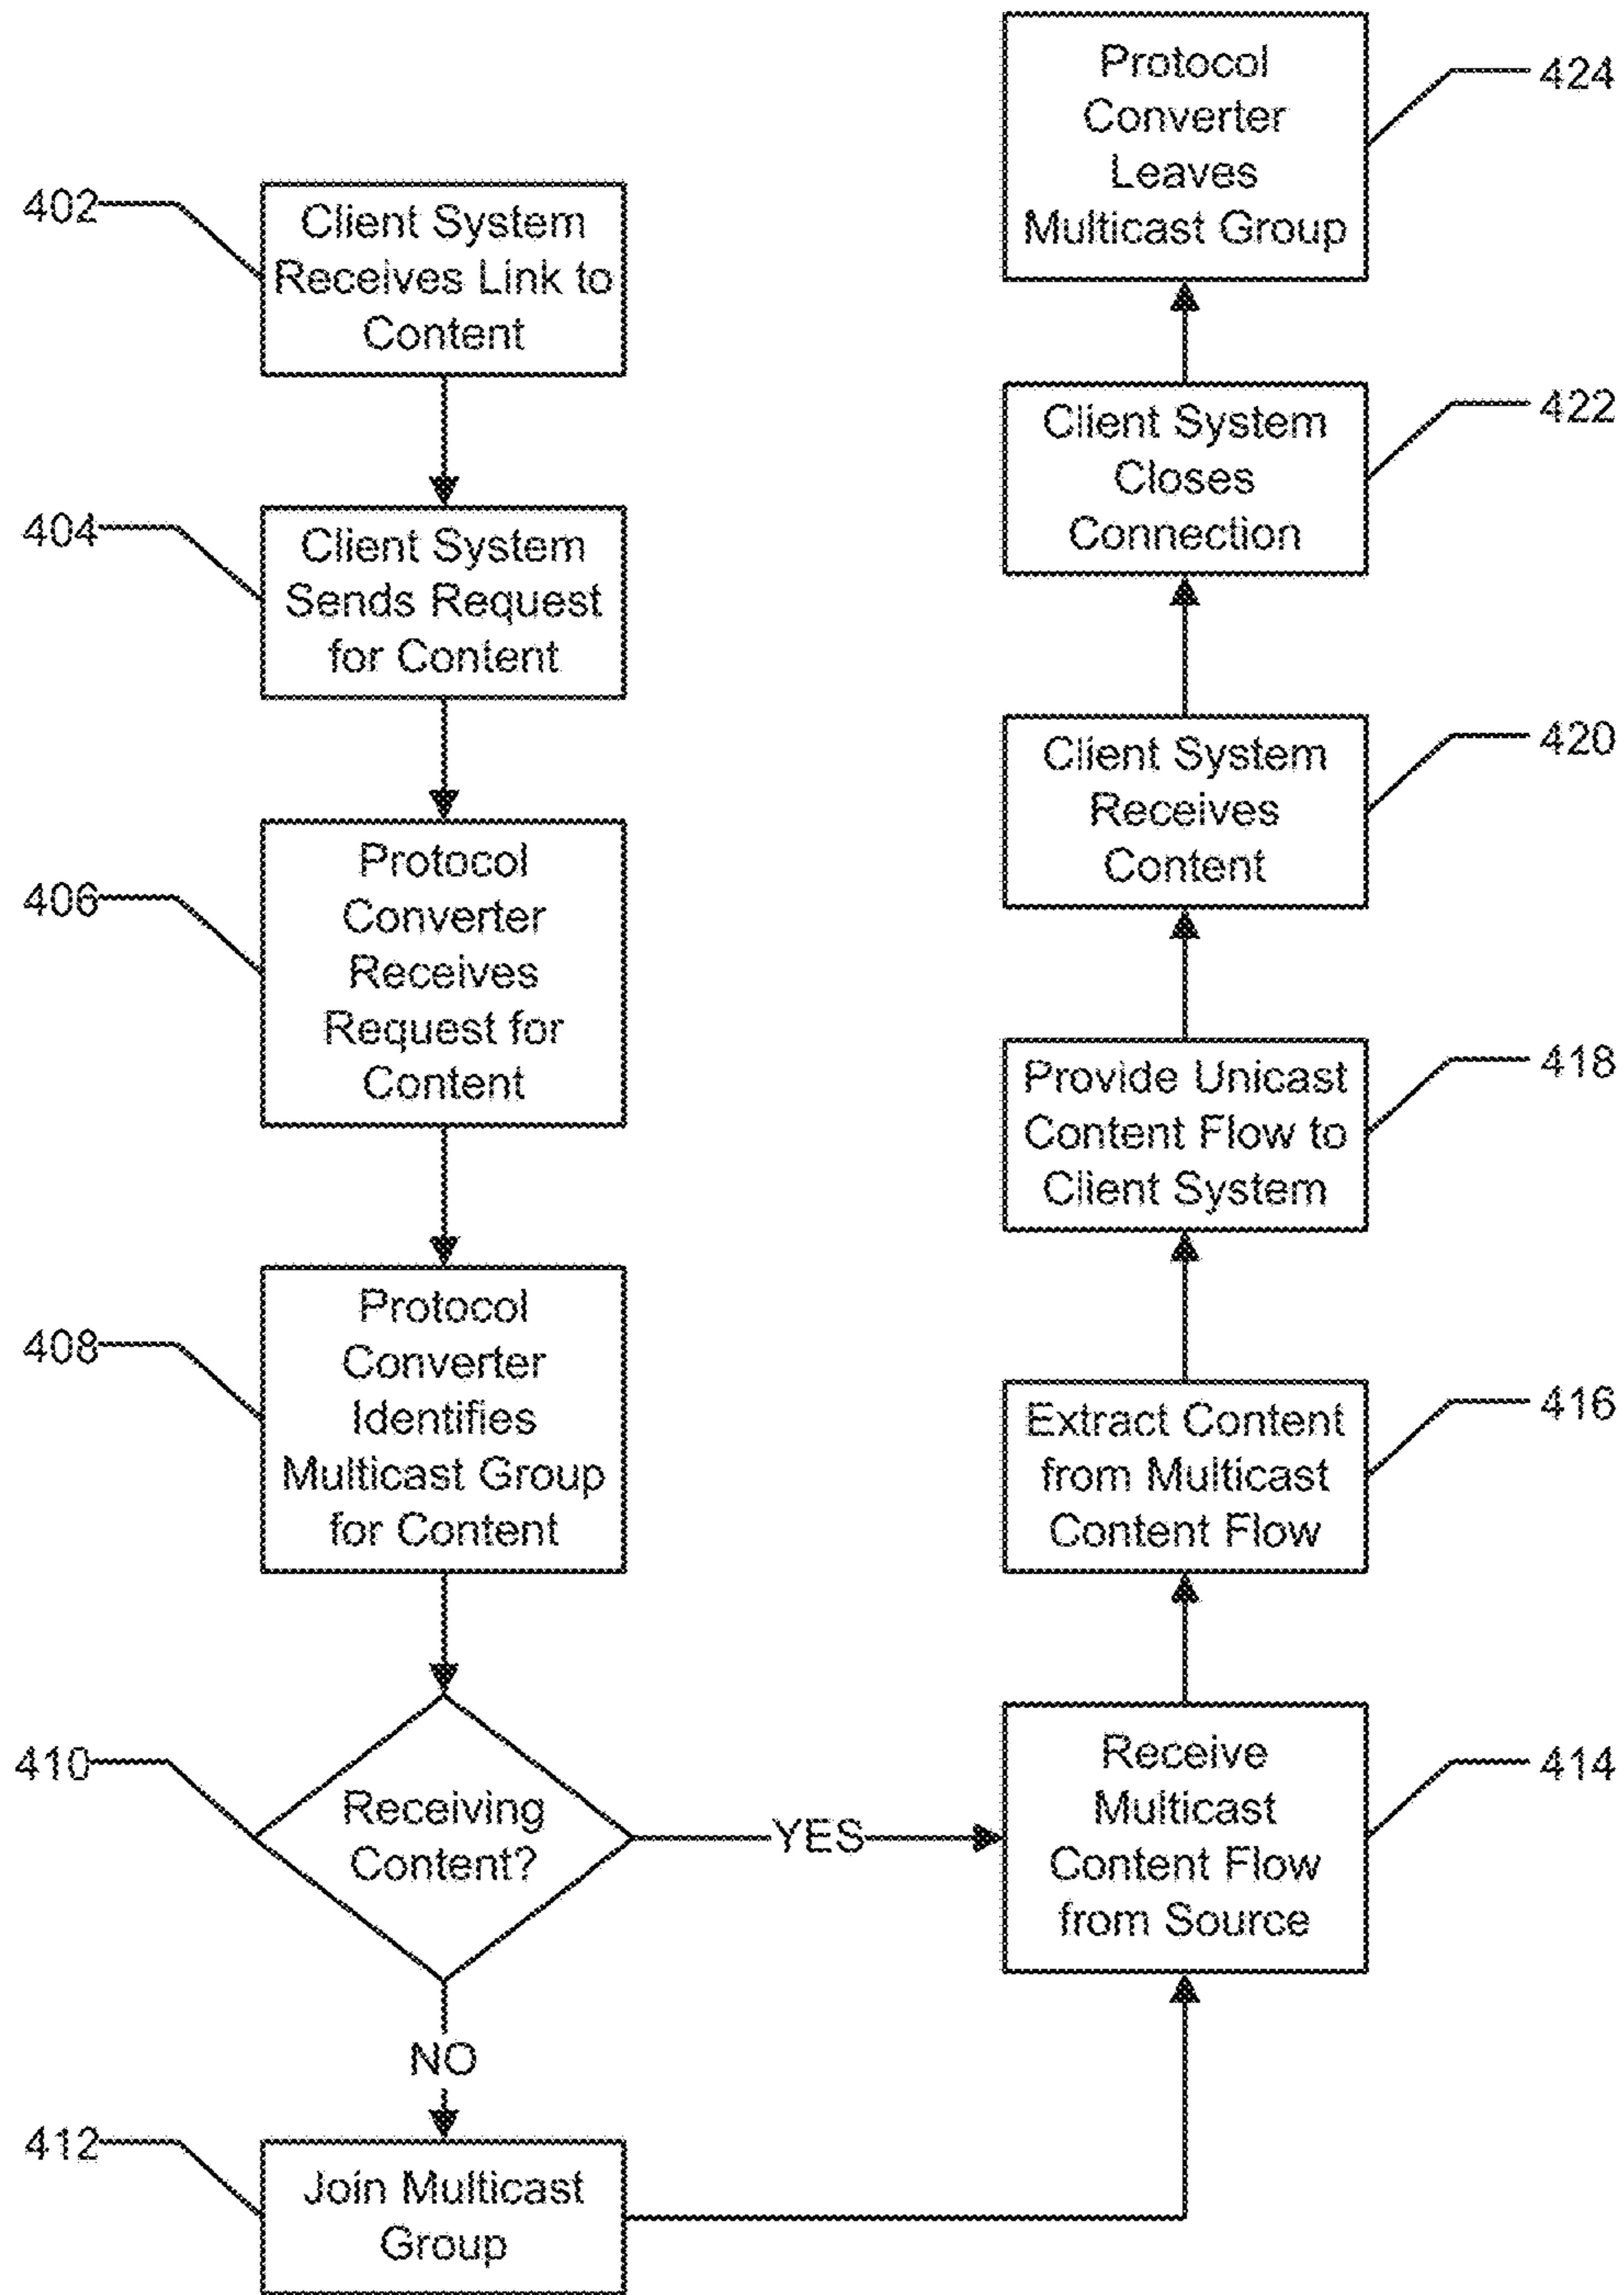 402
Client System
Receives Link to
Content
404
Client System
Sends Request
for Content
406
Protocol
Converter
Receives
Request for
Content
408
Protocol
Converter
Identifies
Multicast Group
for Content
410
Receiving
Content?
YES
NO
412
Join Multicast
Group
Receive
Multicast
Content Flow
from Source
414
Extract Content
from Multicast
Content Flow
416
Provide Unicast
Content Flow to
Client System
418
Client System
Receives
Content
420
Client System
Closes
Connection
422
Protocol
Converter
Leaves
Multicast Group
424